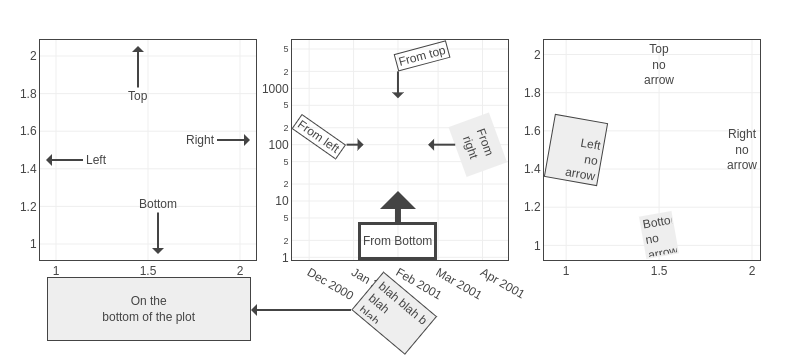 2
1.8
1.6
1.4
1.2
1
1
1.5
2
Top
Right
Left
Bottom
5
2
1000
5
2
100
5
2
10
5
2
1
Dec 2000
Jan
Feb 2001
Mar 2001
Apr 2001
From top
From left
From
right
From Bottom
2
1.8
1.6
1.4
1.2
1
1
1.5
2
Top
no
arrow
Right
no
arrow
Left
no
arrow
Botto
no
arrow
On the
bottom of the plot
blah blah b
blah
blah